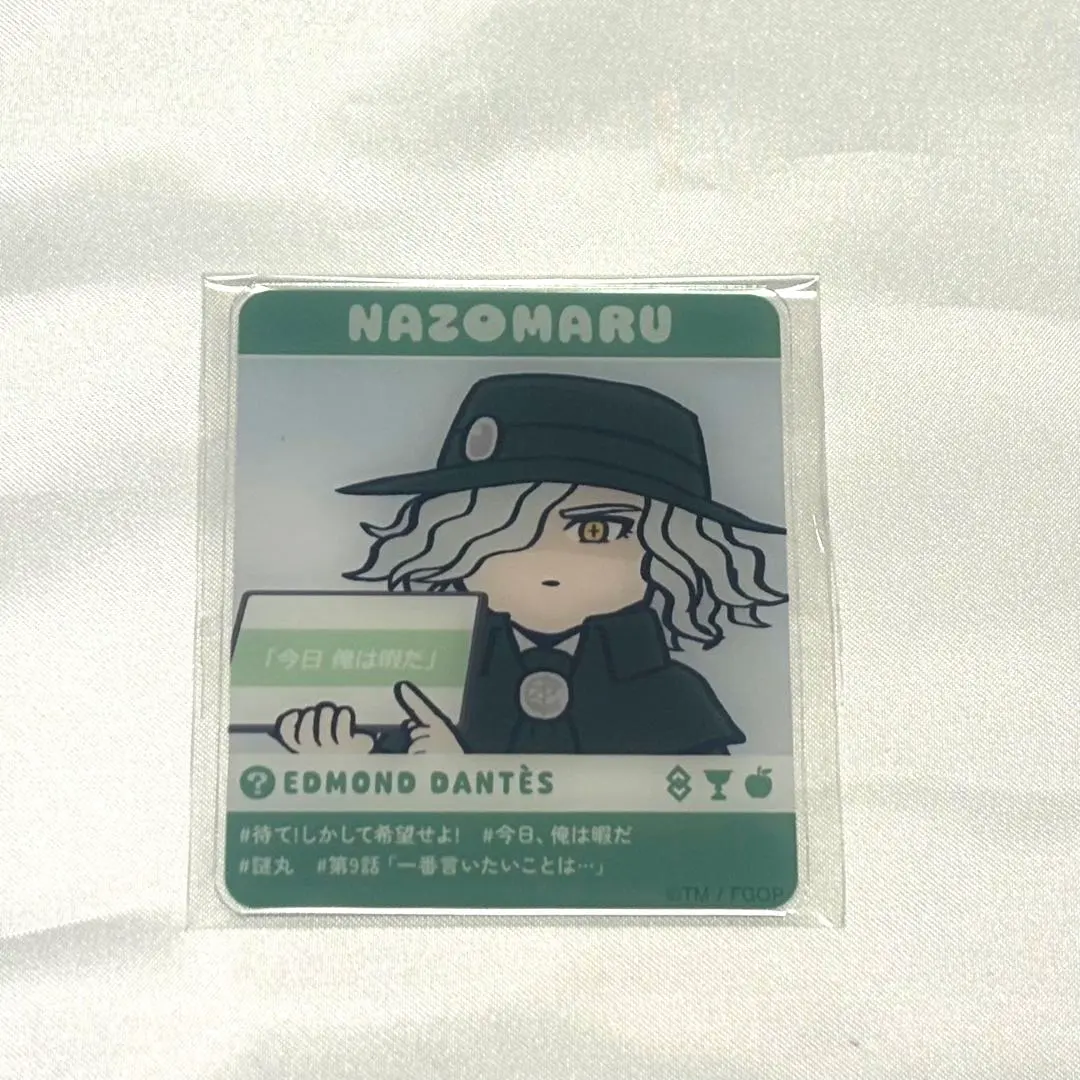 NAZOMARU
「今日 俺は暇だ」
? EDMOND DANTÈS
#待て!しかして希望せよ! #今日、俺は暇だ
#謎丸 #第9話「一番言いたいことは…」
©TM / FGOP